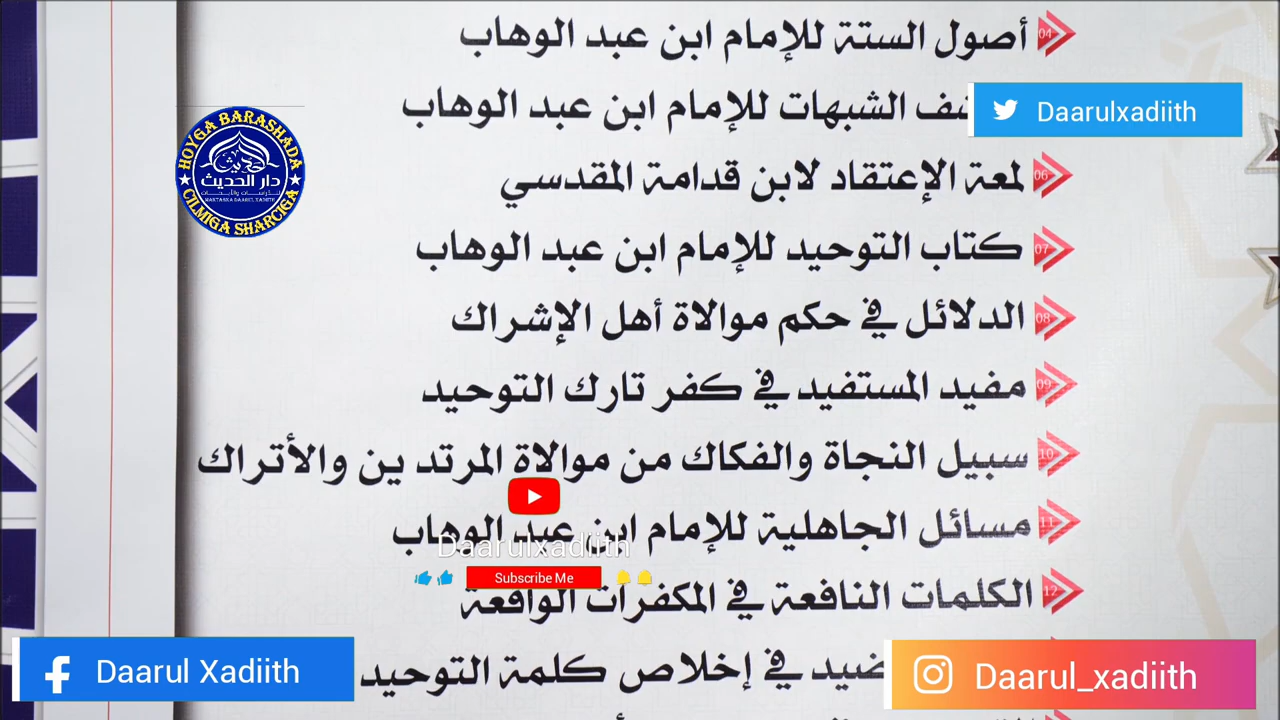 04 أصول الستة للإمام ابن عبد الوهاب
الشبهات للإمام ابن عبد الوهاب
Daarulxadiith
HOYGA BARASHADA
دار الحديث
MAKTABKA DAARUL XADIITH
CILMIGA SHARCIGA
06 لمعة الإعتقاد لابن قدامة المقدسي
07 كتاب التوحيد للإمام ابن عبد الوهاب
08 الدلائل في حكم موالاة أهل الإشراك
09 مفيد المستفيد في كفر تارك التوحيد
10 سبيل النجاة والفكاك من موالاة المرتد ين والأتراك
11 مسائل الجاهلية للإمام ابن عبد الوهاب
Daarulxadiith
Subscribe Me
12 الكلمات النافعة في المكفرات الواقعة
في إخلاص كلمة التوحيد
Daarul Xadiith
Daarul_xadiith